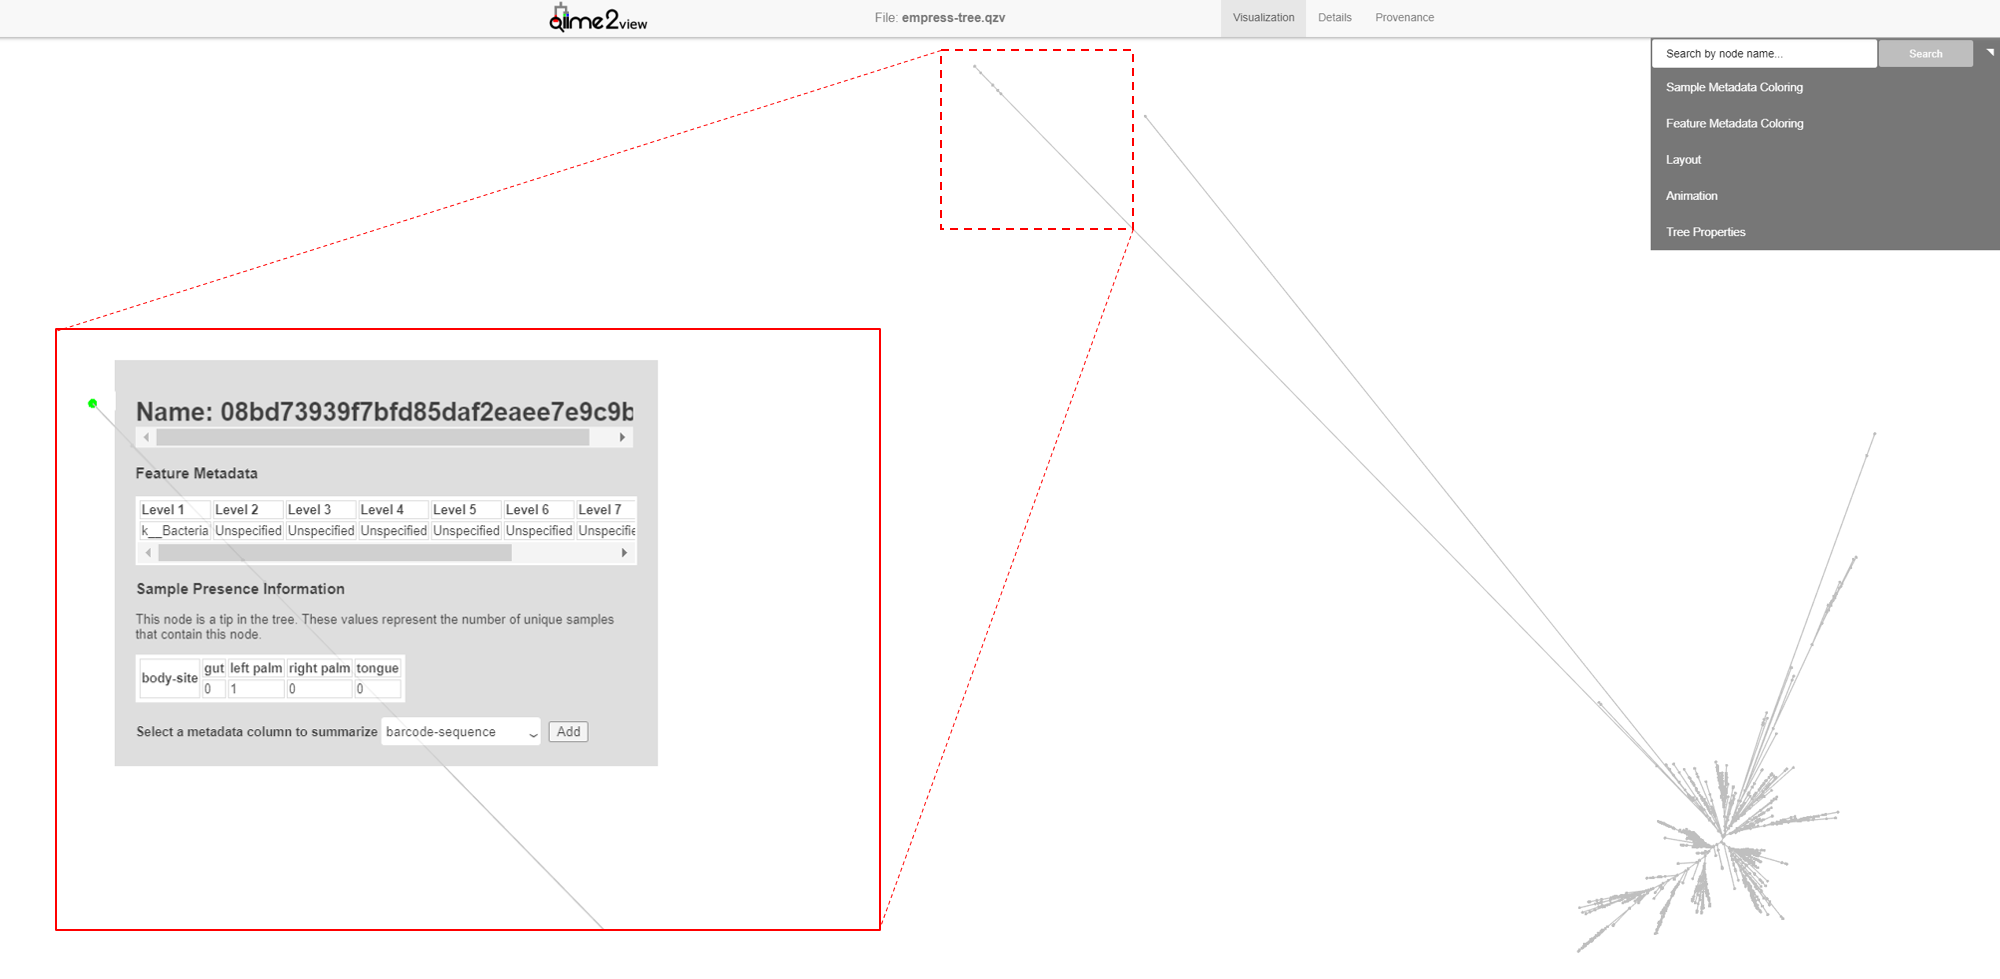 qiime2view
File: empress-tree.qzv
Visualization
Details
Provenance
Search by node name...
Search
Sample Metadata Coloring
Feature Metadata Coloring
Layout
Animation
Tree Properties
Name: 08bd73939f7bfd85daf2eaee7e9c9b
Feature Metadata
Level 1 Level 2 Level 3 Level 4 Level 5 Level 6 Level 7
k__Bacteria Unspecified Unspecified Unspecified Unspecified Unspecified Unspecifie
Sample Presence Information
This node is a tip in the tree. These values represent the number of unique samples
that contain this node.
gut left palm right palm tongue
body-site
0 1 0 0
Select a metadata column to summarize barcode-sequence Add